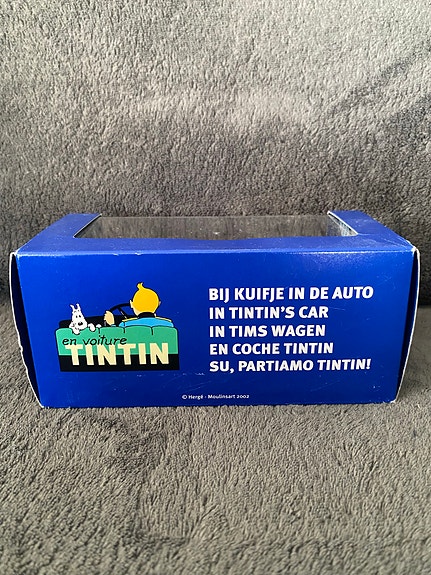 en voiture
TINTIN
BIJ KUIFJE IN DE AUTO
IN TINTIN'S CAR
IN TIMS WAGEN
EN COCHE TINTIN
SU, PARTIAMO TINTIN!
© Hergé - Moulinsart 2002